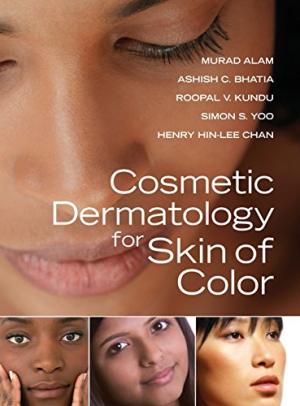 MURAD ALAM
ASHISH C. BHATIA
ROOPAL V. KUNDU
SIMON S. YOO
HENRY HIN-LEE CHAN
Cosmetic
Dermatology
for Skin of
Color